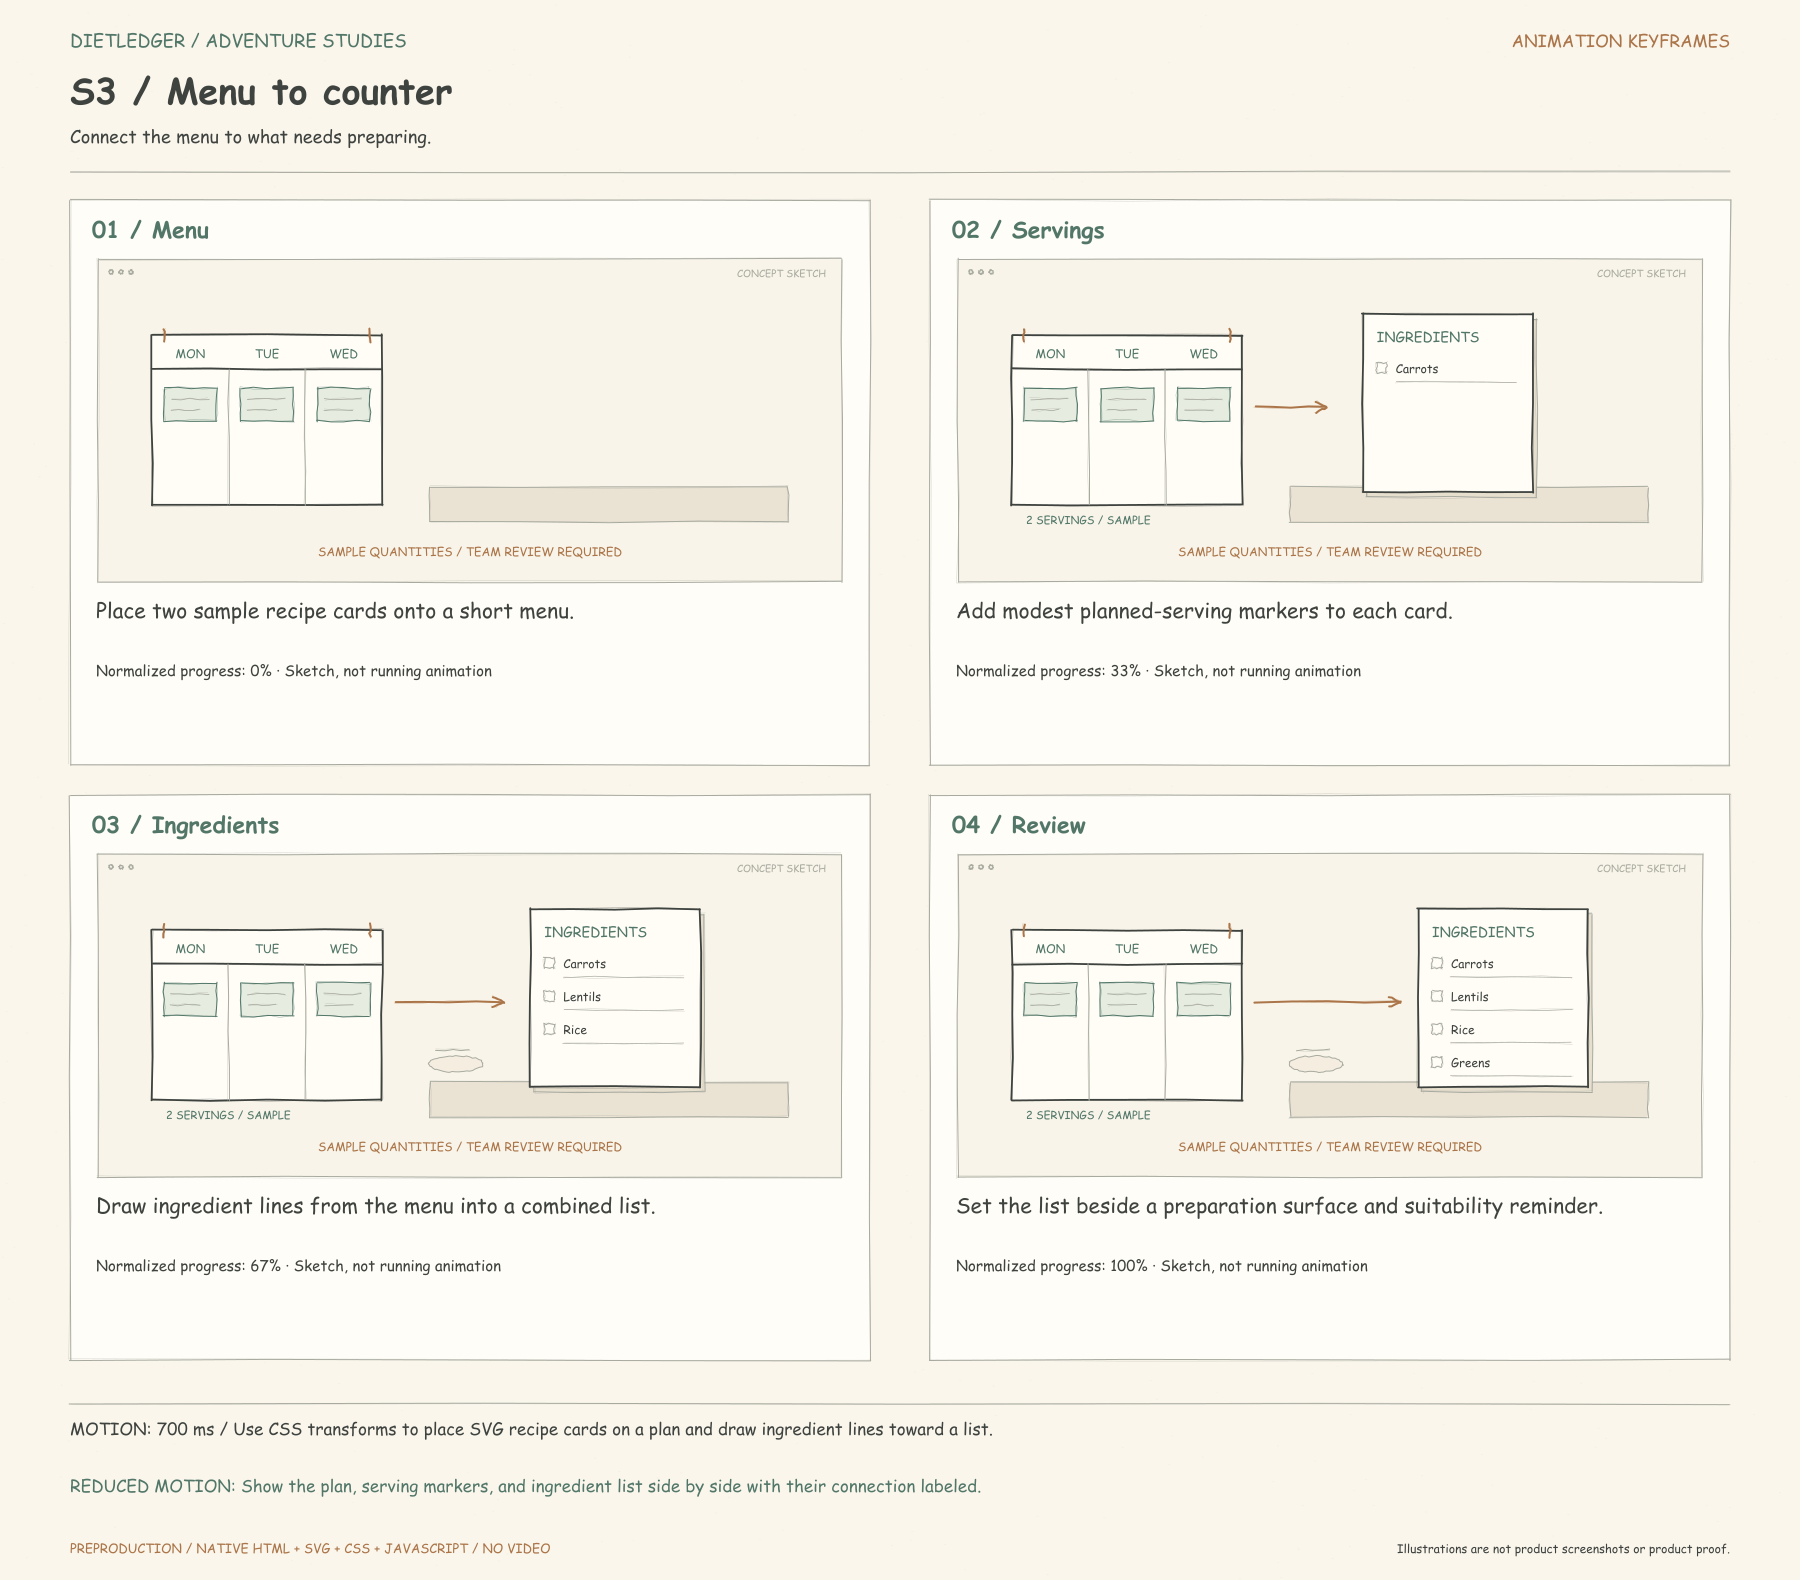 DIETLEDGER / ADVENTURE STUDIES
ANIMATION KEYFRAMES
S3 / Menu to counter
Connect the menu to what needs preparing.
01 / Menu
CONCEPT SKETCH
MON TUE WED
SAMPLE QUANTITIES / TEAM REVIEW REQUIRED
Place two sample recipe cards onto a short menu.
Normalized progress: 0% · Sketch, not running animation
02 / Servings
CONCEPT SKETCH
MON TUE WED
INGREDIENTS
Carrots
2 SERVINGS / SAMPLE
SAMPLE QUANTITIES / TEAM REVIEW REQUIRED
Add modest planned-serving markers to each card.
Normalized progress: 33% · Sketch, not running animation
03 / Ingredients
CONCEPT SKETCH
MON TUE WED
INGREDIENTS
Carrots
Lentils
Rice
2 SERVINGS / SAMPLE
SAMPLE QUANTITIES / TEAM REVIEW REQUIRED
Draw ingredient lines from the menu into a combined list.
Normalized progress: 67% · Sketch, not running animation
04 / Review
CONCEPT SKETCH
MON TUE WED
INGREDIENTS
Carrots
Lentils
Rice
Greens
2 SERVINGS / SAMPLE
SAMPLE QUANTITIES / TEAM REVIEW REQUIRED
Set the list beside a preparation surface and suitability reminder.
Normalized progress: 100% · Sketch, not running animation
MOTION: 700 ms / Use CSS transforms to place SVG recipe cards on a plan and draw ingredient lines toward a list.
REDUCED MOTION: Show the plan, serving markers, and ingredient list side by side with their connection labeled.
PREPRODUCTION / NATIVE HTML + SVG + CSS + JAVASCRIPT / NO VIDEO
Illustrations are not product screenshots or product proof.